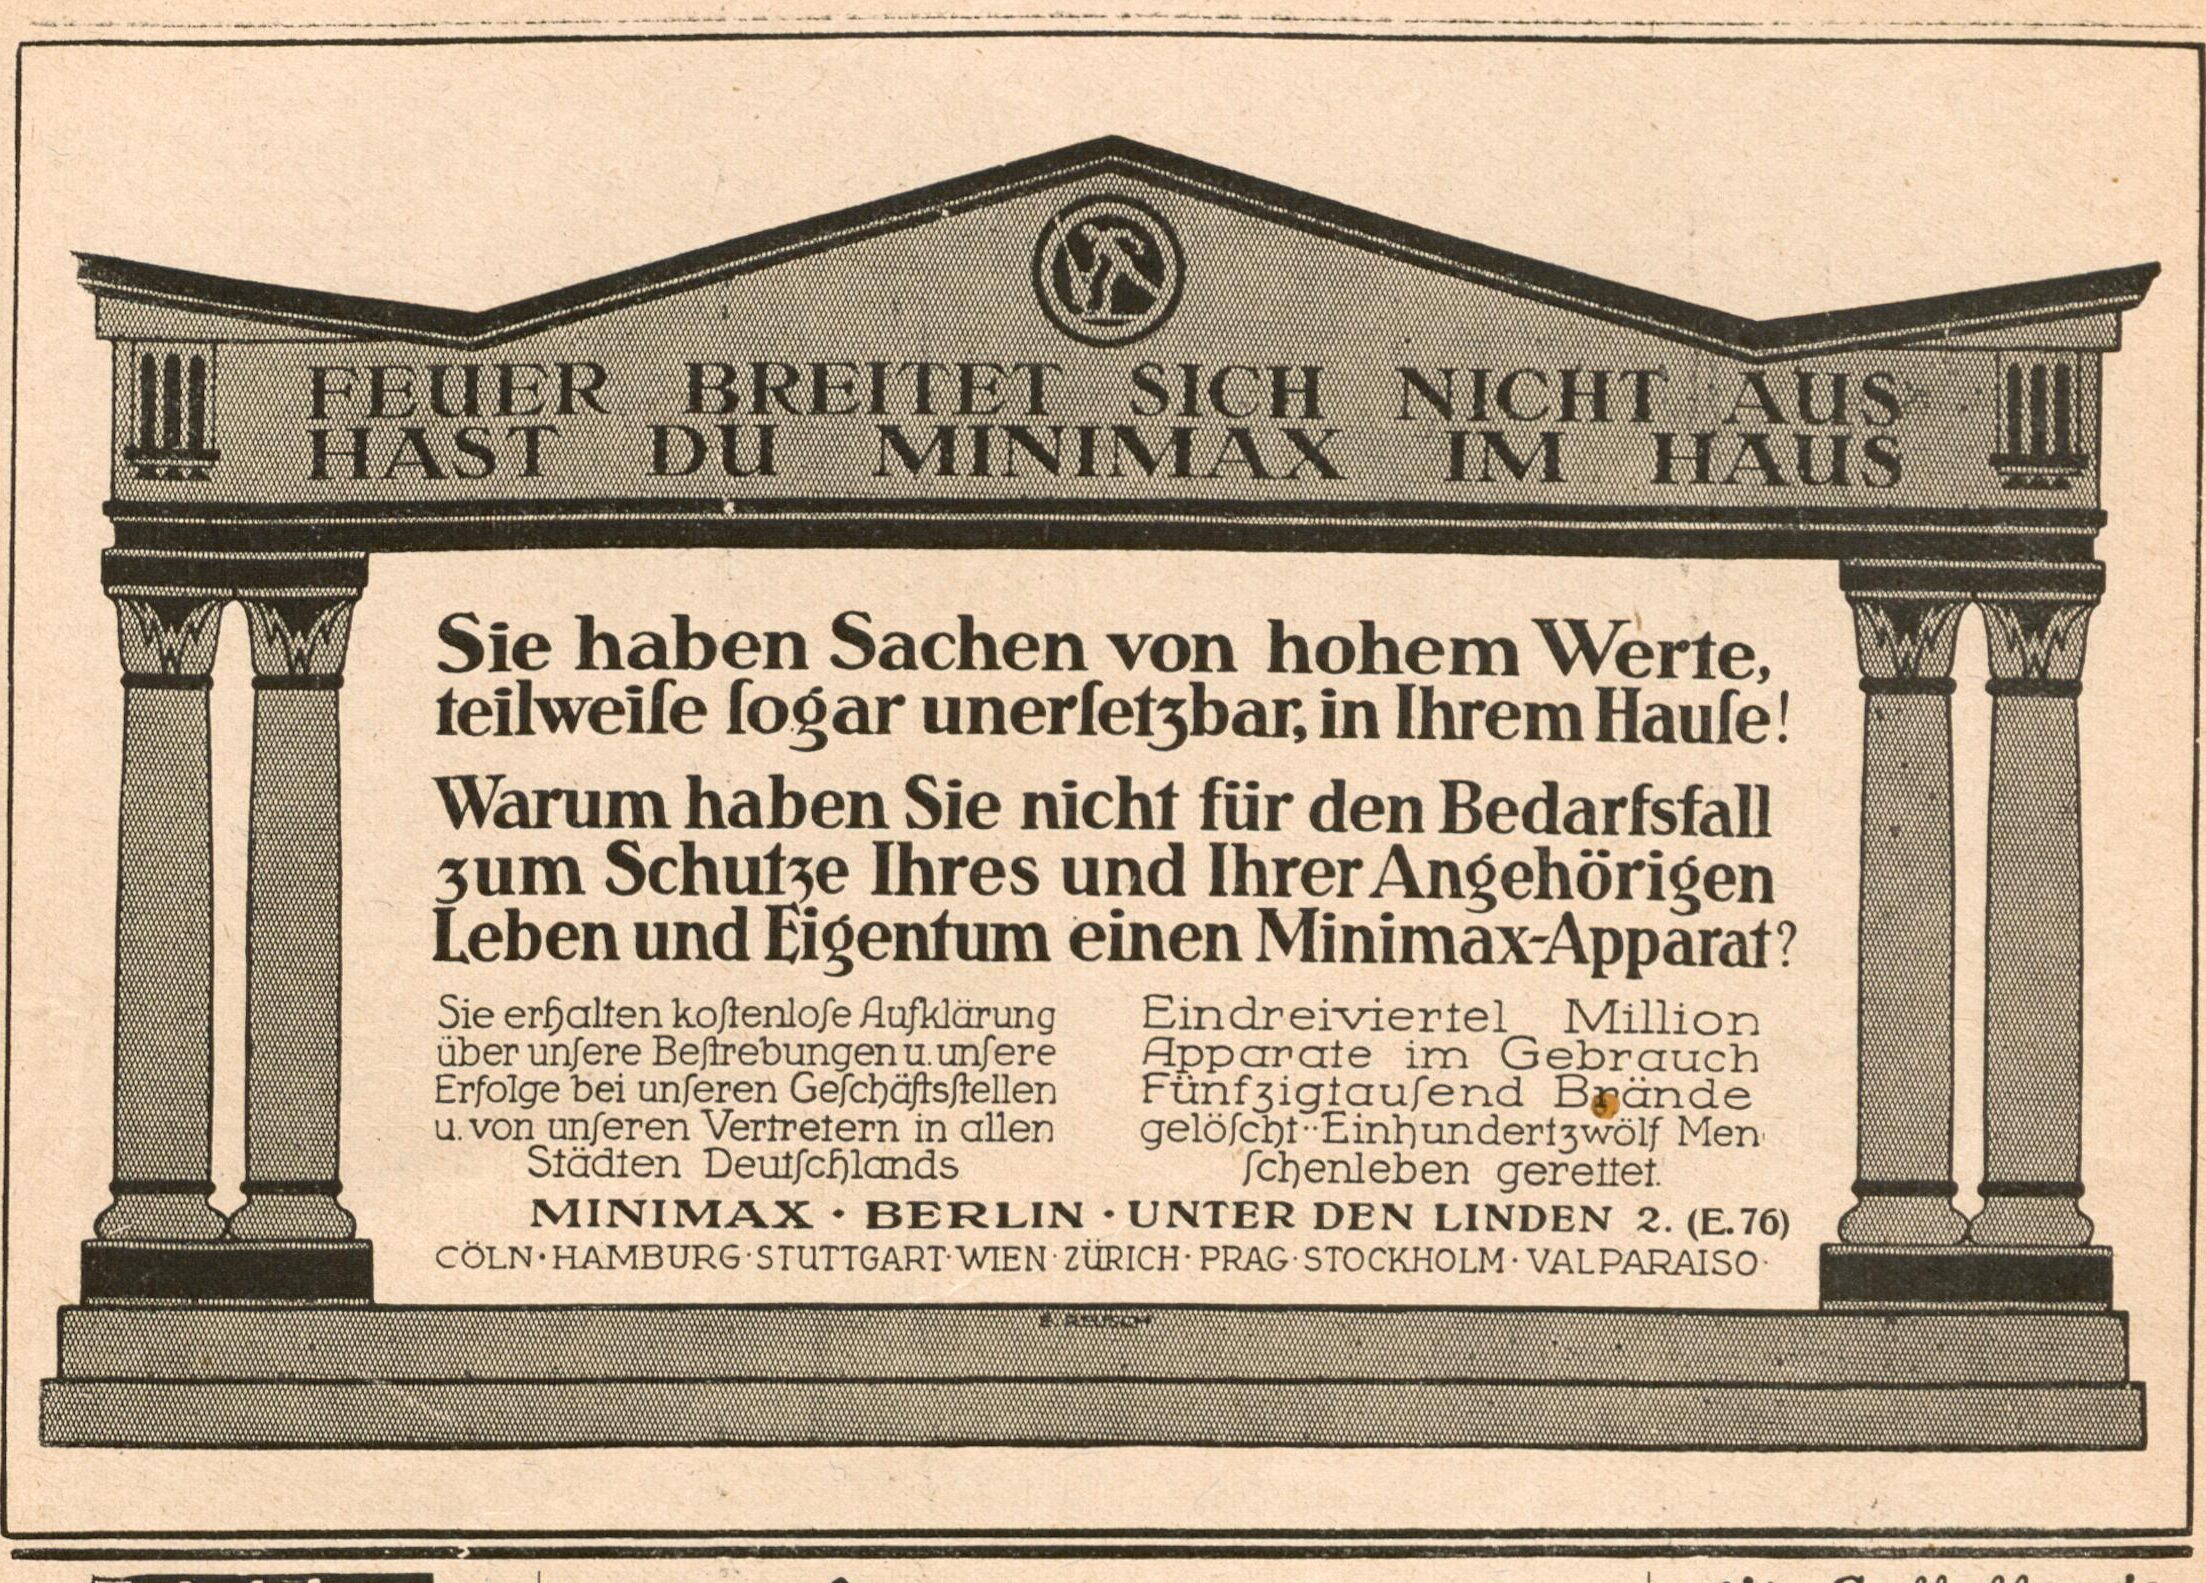 FEUER BREITET SICH NICHT AUS
HAST DU MINIMAX IM HAUS
Sie haben Sachen von hohem Werte,
teilweiſe ſogar unerſetzbar, in Ihrem Hauſe!
Warum haben Sie nicht für den Bedarfsfall
zum Schutze Ihres und Ihrer Angehörigen
Leben und Eigentum einen Minimax-Apparat?
Sie erhalten koſtenloſe Aufklärung
über unſere Beſtrebungen u. unſere
Erfolge bei unſeren Geſchäftsſtellen
u. von unſeren Vertretern in allen
Städten Deutſchlands
Eindreiviertel Million
Apparate im Gebrauch
Fünfzigtauſend Brände
gelöſcht·· Einhundertzwölf Men-
ſchenleben gerettet.
MINIMAX · BERLIN · UNTER DEN LINDEN 2. (E. 76)
CÖLN · HAMBURG · STUTTGART · WIEN · ZÜRICH · PRAG · STOCKHOLM · VALPARAISO ·
E. REUSCH